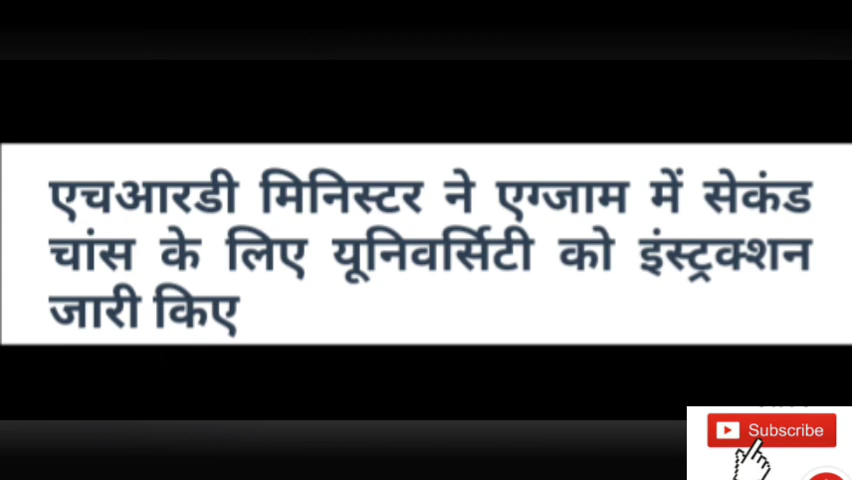 एचआरडी मिनिस्टर ने एग्जाम में सेकंड
चांस के लिए यूनिवर्सिटी को इंस्ट्रक्शन
जारी किए
Subscribe